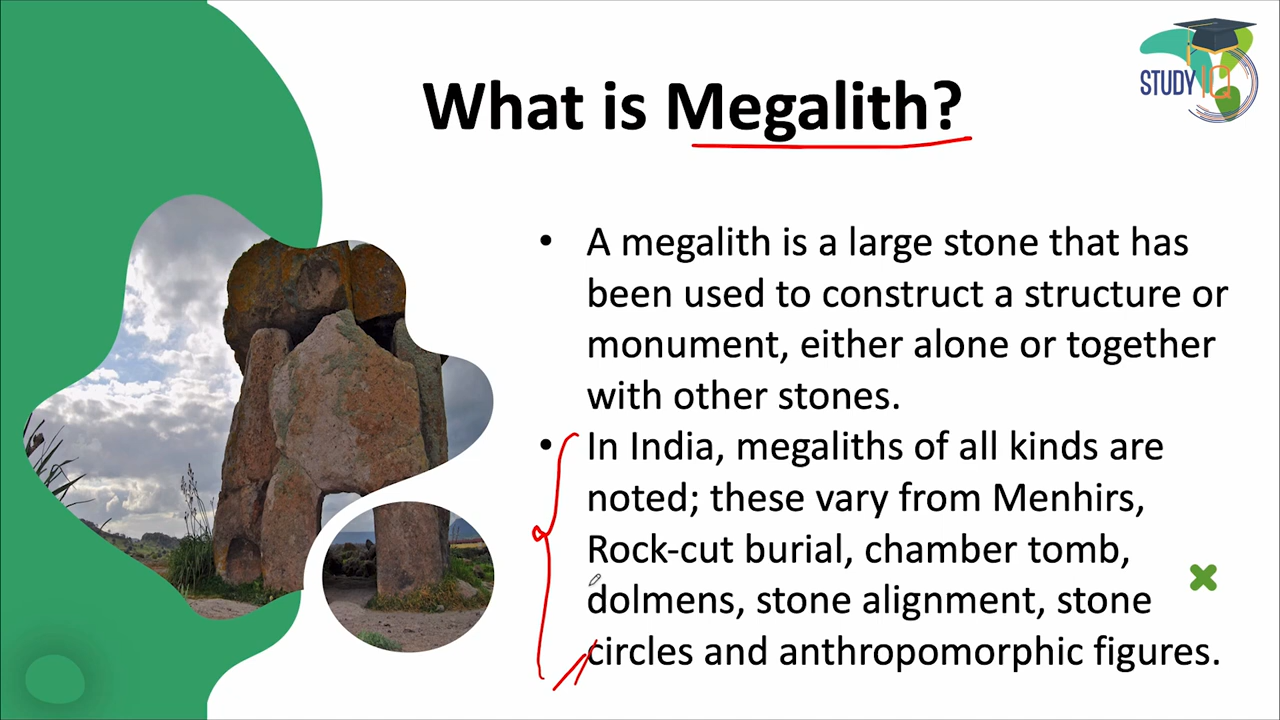 STUDY IQ
What is Megalith?
• A megalith is a large stone that has
been used to construct a structure or
monument, either alone or together
with other stones.
• In India, megaliths of all kinds are
noted; these vary from Menhirs,
Rock-cut burial, chamber tomb,
dolmens, stone alignment, stone
circles and anthropomorphic figures.